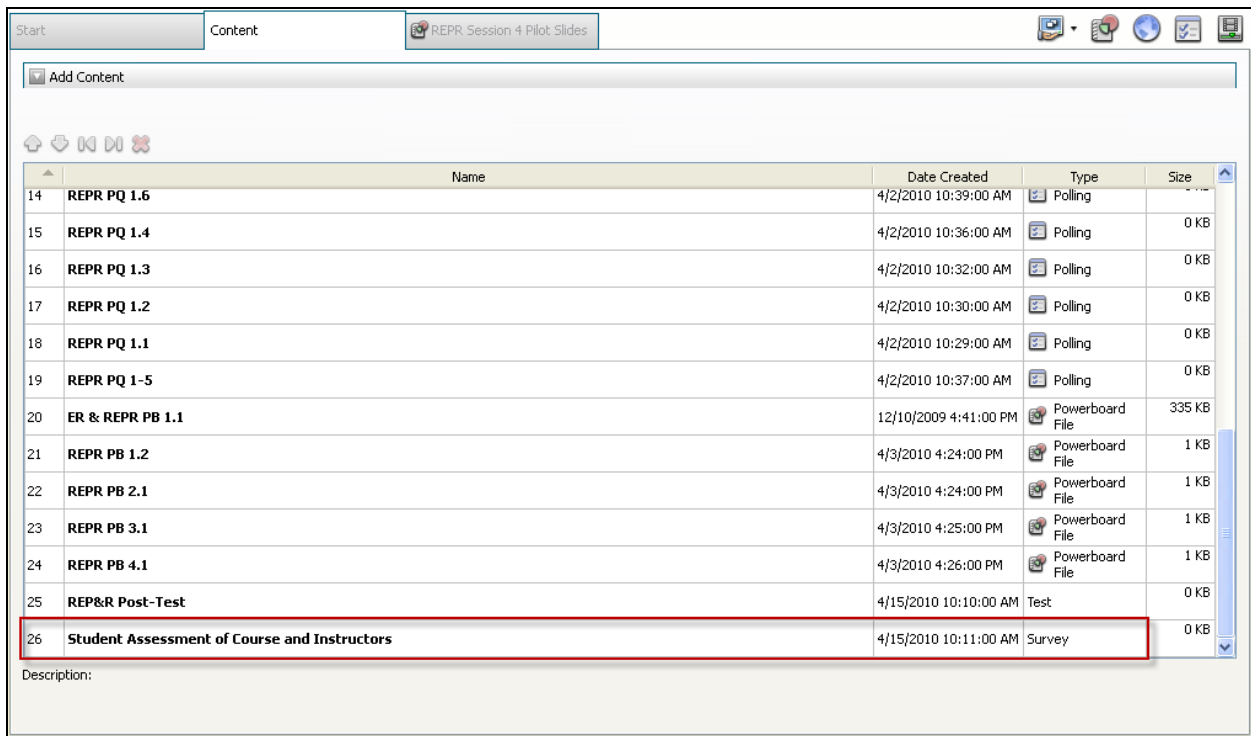 Start Content REPR Session 4 Pilot Slides
Add Content
Name Date Created Type Size
14 REPR PQ 1.6 4/2/2010 10:39:00 AM Polling
15 REPR PQ 1.4 4/2/2010 10:36:00 AM Polling 0 KB
16 REPR PQ 1.3 4/2/2010 10:32:00 AM Polling 0 KB
17 REPR PQ 1.2 4/2/2010 10:30:00 AM Polling 0 KB
18 REPR PQ 1.1 4/2/2010 10:29:00 AM Polling 0 KB
19 REPR PQ 1-5 4/2/2010 10:37:00 AM Polling 0 KB
20 ER & REPR PB 1.1 12/10/2009 4:41:00 PM Powerboard File 335 KB
21 REPR PB 1.2 4/3/2010 4:24:00 PM Powerboard File 1 KB
22 REPR PB 2.1 4/3/2010 4:24:00 PM Powerboard File 1 KB
23 REPR PB 3.1 4/3/2010 4:25:00 PM Powerboard File 1 KB
24 REPR PB 4.1 4/3/2010 4:26:00 PM Powerboard File 1 KB
25 REP&R Post-Test 4/15/2010 10:10:00 AM Test 0 KB
26 Student Assessment of Course and Instructors 4/15/2010 10:11:00 AM Survey 0 KB
Description: